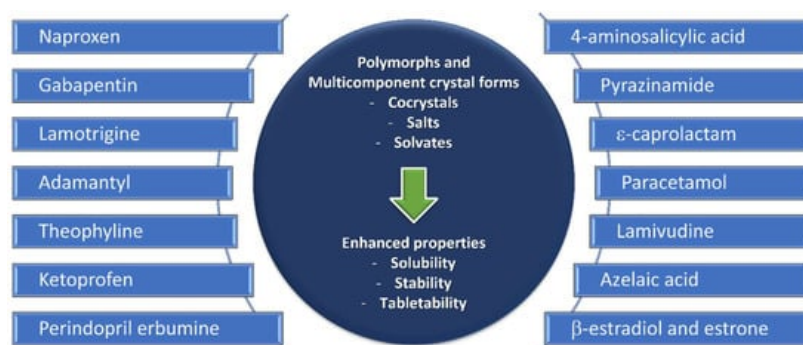 Naproxen
Gabapentin
Lamotrigine
Adamantyl
Theophyline
Ketoprofen
Perindopril erbumine
Polymorphs and
Multicomponent crystal forms
- Cocrystals
- Salts
- Solvates
Enhanced properties
- Solubility
- Stability
- Tabletability
4-aminosalicylic acid
Pyrazinamide
ε-caprolactam
Paracetamol
Lamivudine
Azelaic acid
β-estradiol and estrone